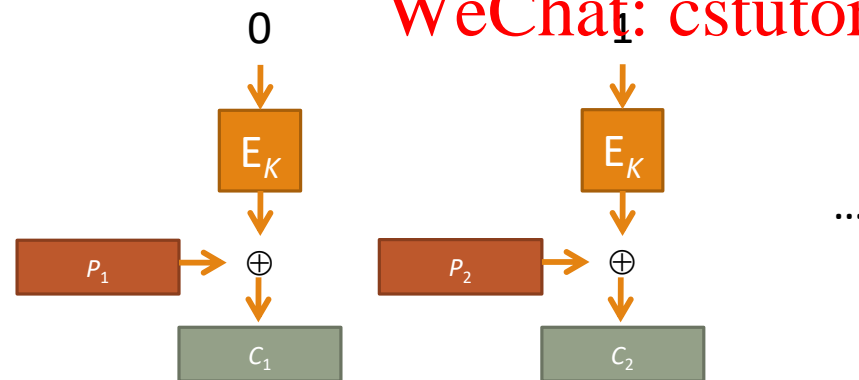 WeChat: cstutor
0 1
E_K E_K
...
P_1 ⊕ P_2 ⊕
C_1 C_2